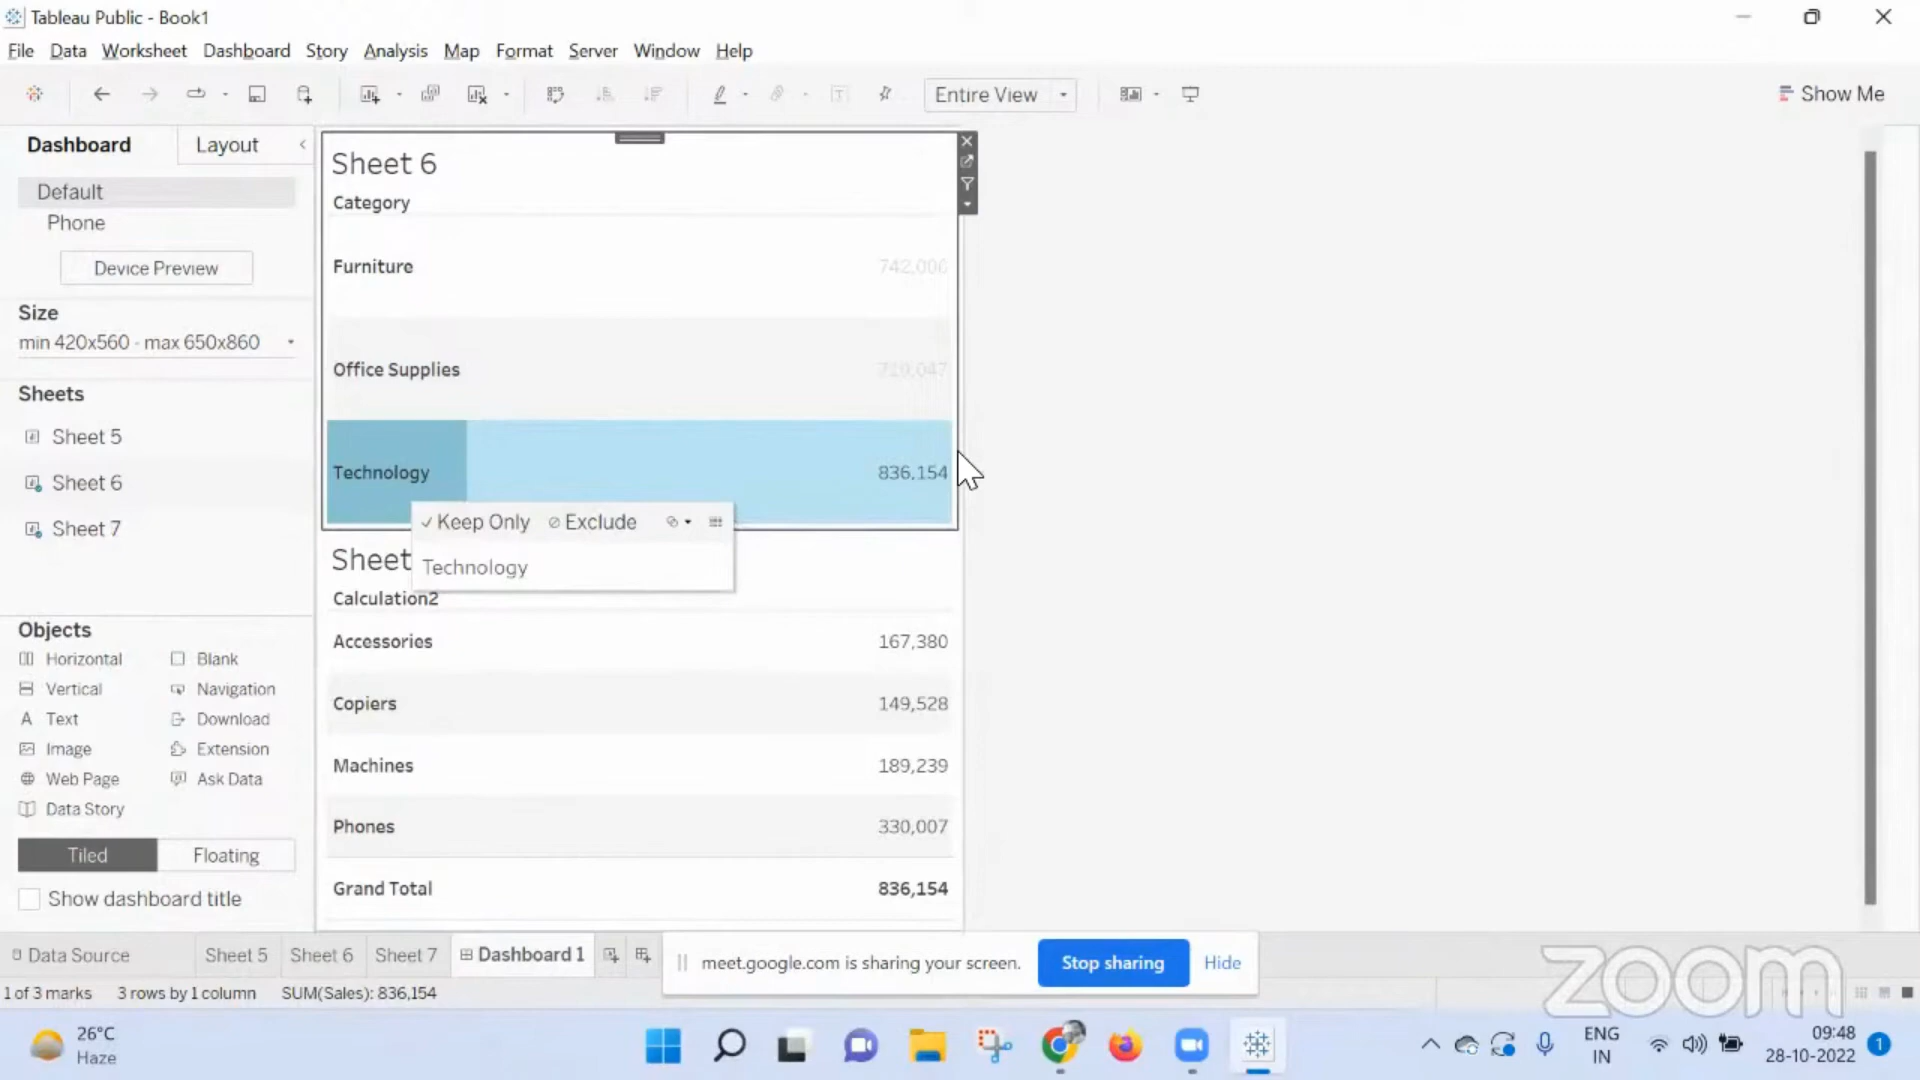 Tableau Public - Book1
File Data Worksheet Dashboard Story Analysis Map Format Server Window Help
Entire View
Show Me
Dashboard
Layout
Default
Phone
Device Preview
Size
min 420x560 - max 650x860
Sheets
Sheet 5
Sheet 6
Sheet 7
Objects
Horizontal
Blank
Vertical
Navigation
Text
Download
Image
Extension
Web Page
Ask Data
Data Story
Tiled
Floating
Show dashboard title
Sheet 6
Category
Furniture
Office Supplies
Technology 836,154
Keep Only Exclude
Technology
Sheet
Calculation2
Accessories 167,380
Copiers 149,528
Machines 189,239
Phones 330,007
Grand Total 836,154
Data Source Sheet 5 Sheet 6 Sheet 7 Dashboard 1
meet.google.com is sharing your screen. Stop sharing Hide
1 of 3 marks 3 rows by 1 column SUM(Sales): 836,154
zoom
26°C
Haze
ENG
IN
09:48
28-10-2022
1